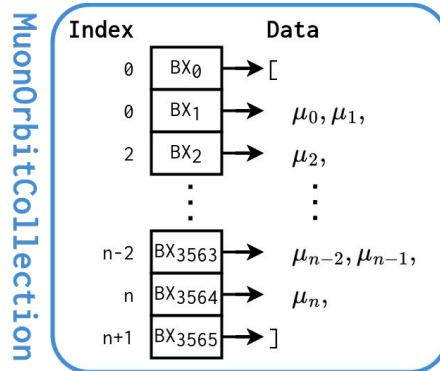 MuonOrbitCollection
Index Data
0 BX₀ [
0 BX₁ μ₀, μ₁,
2 BX₂ μ₂,
n-2 BX₃₅₆₃ μₙ₋₂, μₙ₋₁,
n BX₃₅₆₄ μₙ,
n+1 BX₃₅₆₅ ]